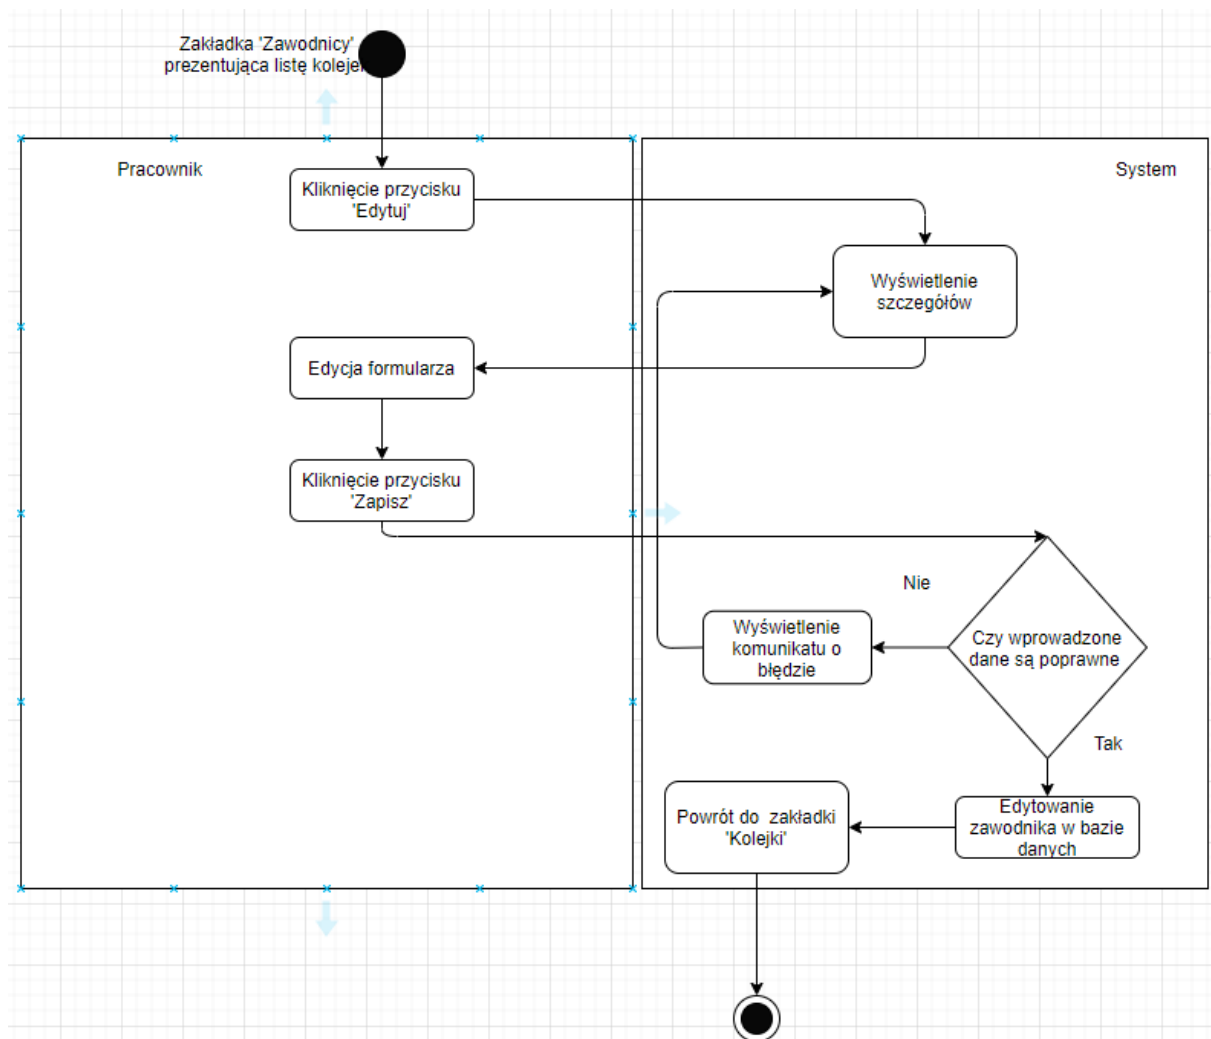 Zakładka 'Zawodnicy'
prezentująca listę kolejek
Pracownik
System
Kliknięcie przycisku
'Edytuj'
Wyświetlenie
szczegółów
Edycja formularza
Kliknięcie przycisku
'Zapisz'
Nie
Wyświetlenie
komunikatu o
błędzie
Czy wprowadzone
dane są poprawne
Tak
Powrót do zakładki
'Kolejki'
Edytowanie
zawodnika w bazie
danych